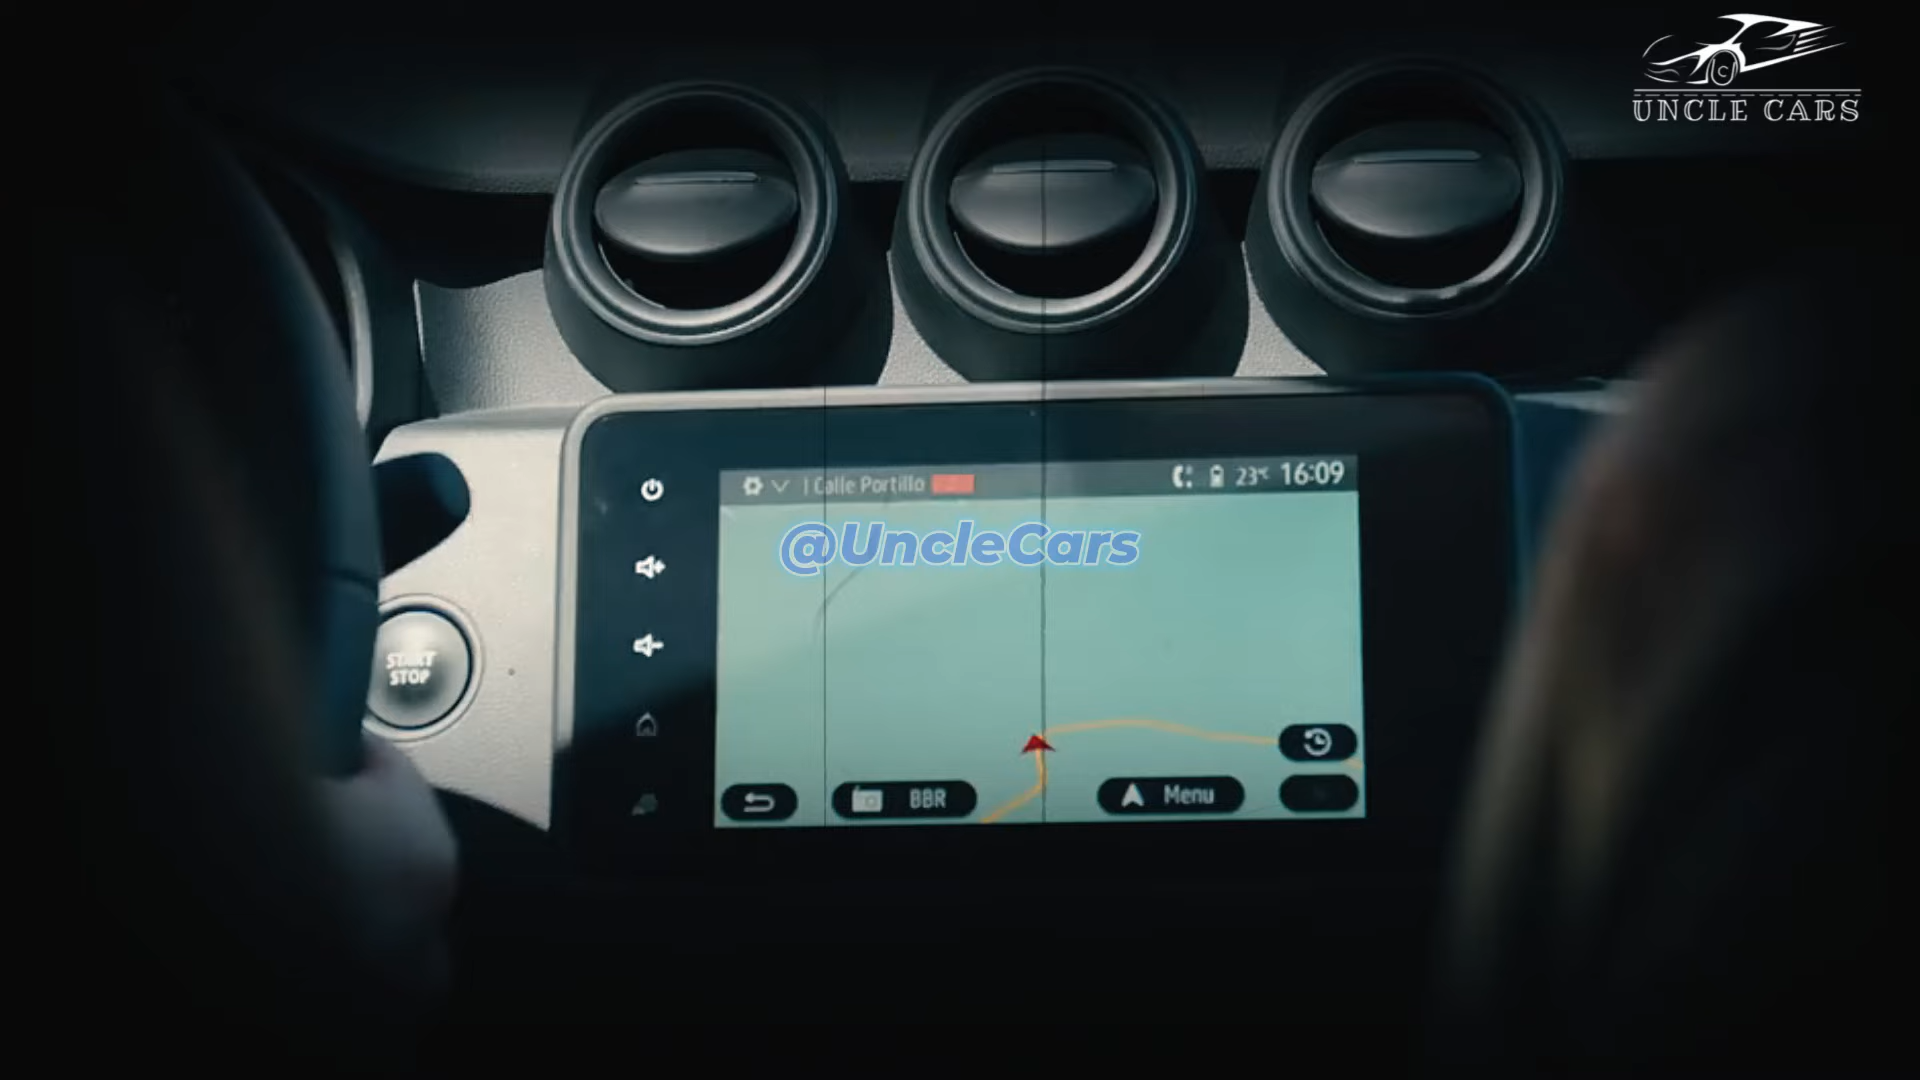 UNCLE CARS
| Calle Portillo
23°C 16:09
@UncleCars
START
STOP
BBR
Menu